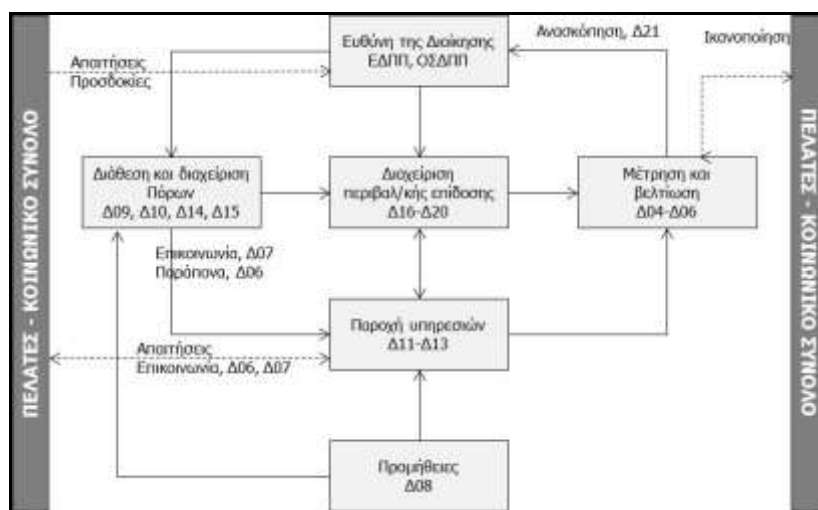 ΠΕΛΑΤΕΣ - ΚΟΙΝΩΝΙΚΟ ΣΥΝΟΛΟ
Απαιτήσεις
Προσδοκίες
Ευθύνη της Διοίκησης
ΕΔΠΠ, ΟΣΔΠΠ
Ανασκόπηση, Δ21
Ικανοποίηση
ΠΕΛΑΤΕΣ - ΚΟΙΝΩΝΙΚΟ ΣΥΝΟΛΟ
Διάθεση και διαχείριση
Πόρων
Δ09, Δ10, Δ14, Δ15
Διαχείριση
περιβαλ/κής επίδοσης
Δ16-Δ20
Μέτρηση και
βελτίωση
Δ04-Δ06
Επικοινωνία, Δ07
Παράπονα, Δ06
Απαιτήσεις
Επικοινωνία, Δ06, Δ07
Παροχή υπηρεσιών
Δ11-Δ13
Προμήθειες
Δ08